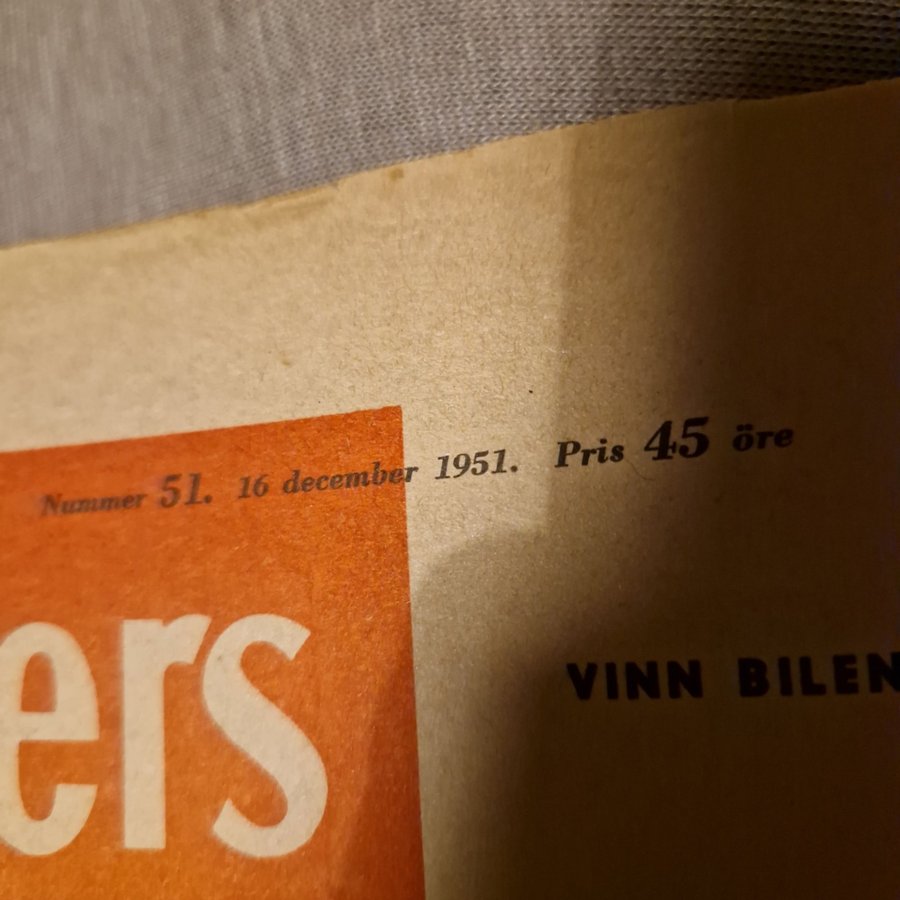 Nummer 51. 16 december 1951. Pris 45 öre
ers
VINN BILEN